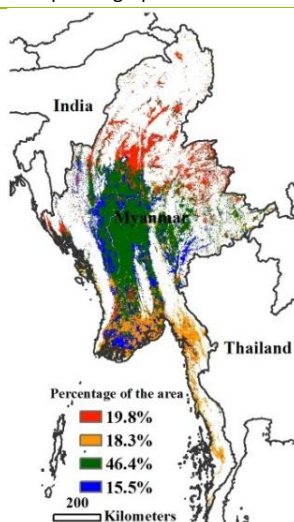 India
Myanmar
Thailand
Percentage of the area
19.8%
18.3%
46.4%
15.5%
200
Kilometers